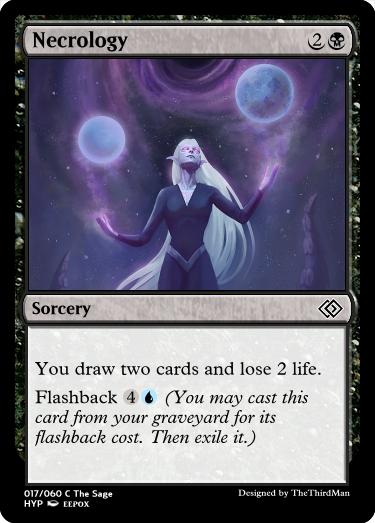 Necrology 2
Sorcery
You draw two cards and lose 2 life.
Flashback 4 (You may cast this
card from your graveyard for its
flashback cost. Then exile it.)
017/060 C The Sage
HYP EEPOX
Designed by TheThirdMan